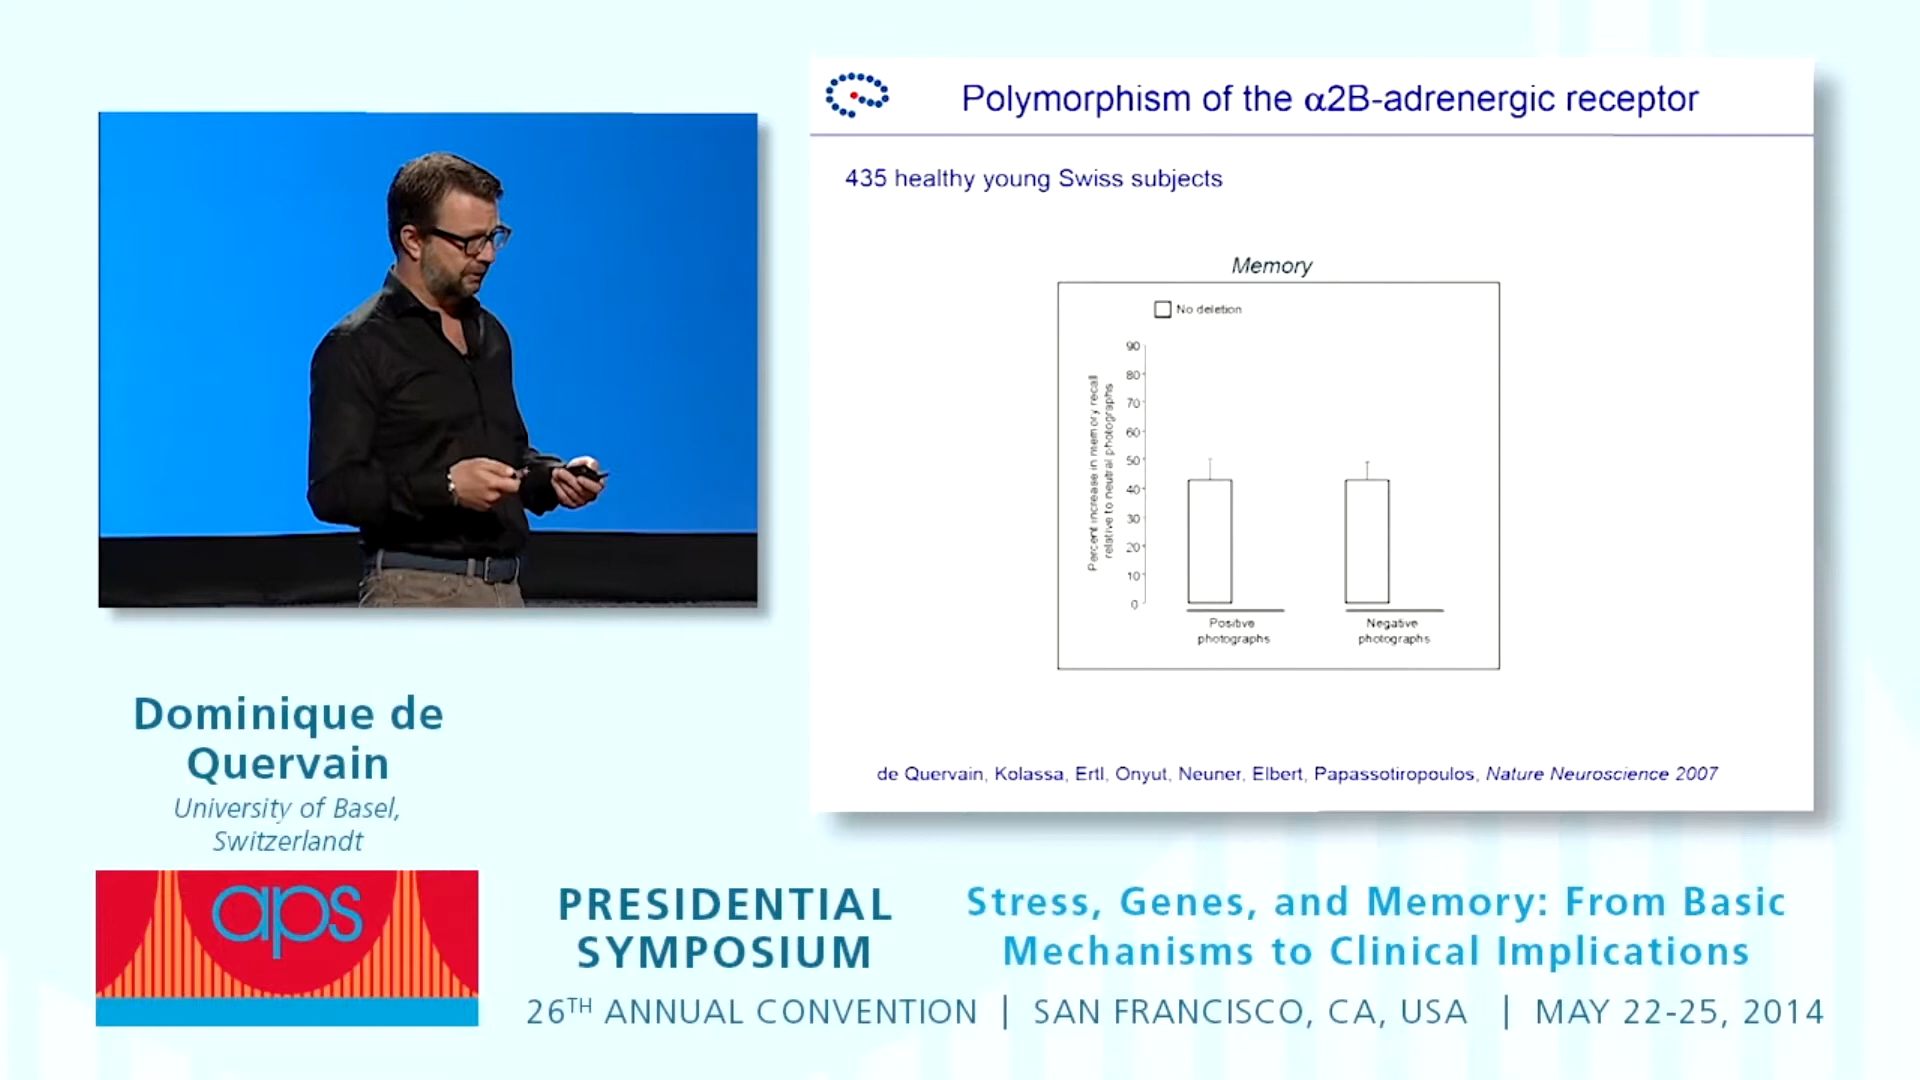 Polymorphism of the α2B-adrenergic receptor
435 healthy young Swiss subjects
Memory
No deletion
90
80
70
60
50
40
30
20
10
0
Percent increase in memory recall
relative to neutral photographs
Positive
photographs
Negative
photographs
de Quervain, Kolassa, Ertl, Onyut, Neuner, Elbert, Papassotiropoulos, Nature Neuroscience 2007
Dominique de
Quervain
University of Basel,
Switzerlandt
aps
PRESIDENTIAL
SYMPOSIUM
Stress, Genes, and Memory: From Basic
Mechanisms to Clinical Implications
26TH ANNUAL CONVENTION | SAN FRANCISCO, CA, USA | MAY 22-25, 2014